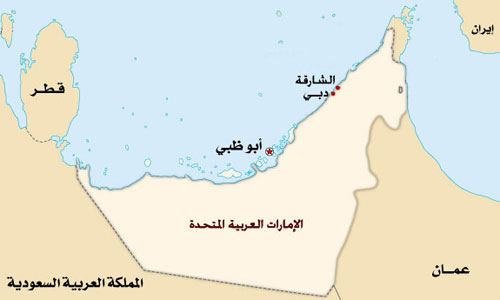 إيران
قطر
الشارقة
دبي
أبو ظبي
الإمارات العربية المتحدة
عمان
المملكة العربية السعودية